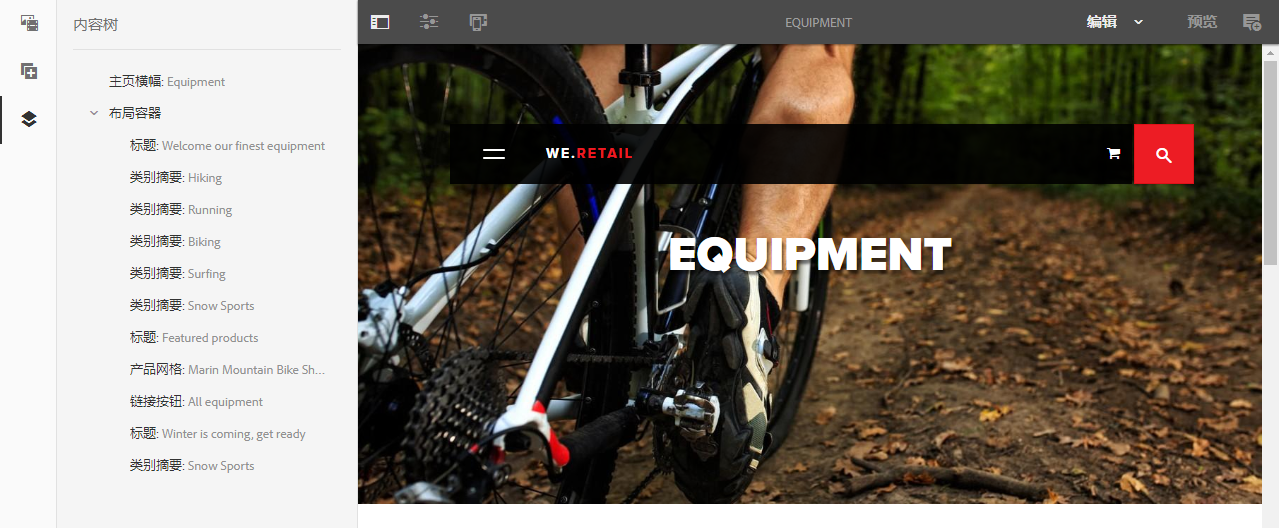 内容树
EQUIPMENT
编辑
预览
主页横幅: Equipment
布局容器
标题: Welcome our finest equipment
类别摘要: Hiking
类别摘要: Running
类别摘要: Biking
类别摘要: Surfing
类别摘要: Snow Sports
标题: Featured products
产品网格: Marin Mountain Bike Sh...
链接按钮: All equipment
标题: Winter is coming, get ready
类别摘要: Snow Sports
WE.RETAIL
EQUIPMENT